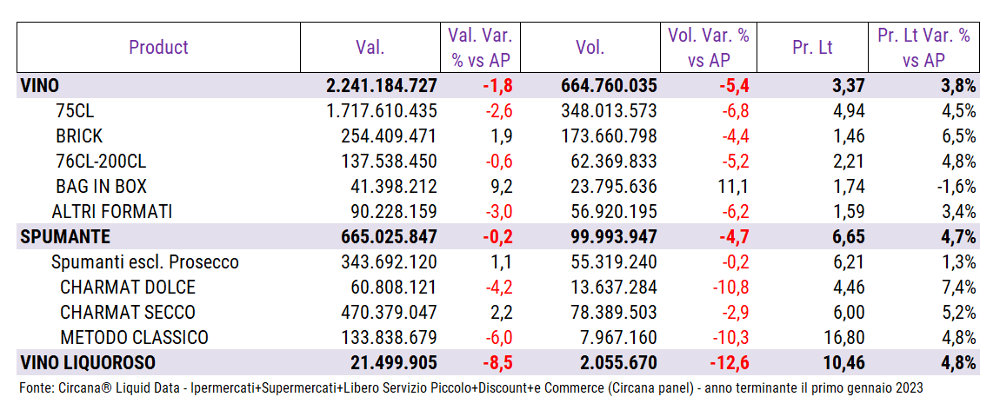 Product Val. Val. Var. % vs AP Vol. Vol. Var. % vs AP Pr. Lt Pr. Lt Var. % vs AP
VINO 2.241.184.727 -1,8 664.760.035 -5,4 3,37 3,8%
75CL 1.717.610.435 -2,6 348.013.573 -6,8 4,94 4,5%
BRICK 254.409.471 1,9 173.660.798 -4,4 1,46 6,5%
76CL-200CL 137.538.450 -0,6 62.369.833 -5,2 2,21 4,8%
BAG IN BOX 41.398.212 9,2 23.795.636 11,1 1,74 -1,6%
ALTRI FORMATI 90.228.159 -3,0 56.920.195 -6,2 1,59 3,4%
SPUMANTE 665.025.847 -0,2 99.993.947 -4,7 6,65 4,7%
Spumanti escl. Prosecco 343.692.120 1,1 55.319.240 -0,2 6,21 1,3%
CHARMAT DOLCE 60.808.121 -4,2 13.637.284 -10,8 4,46 7,4%
CHARMAT SECCO 470.379.047 2,2 78.389.503 -2,9 6,00 5,2%
METODO CLASSICO 133.838.679 -6,0 7.967.160 -10,3 16,80 4,8%
VINO LIQUOROSO 21.499.905 -8,5 2.055.670 -12,6 10,46 4,8%
Fonte: Circana® Liquid Data - Ipermercati+Supermercati+Libero Servizio Piccolo+Discount+e Commerce (Circana panel) - anno terminante il primo gennaio 2023